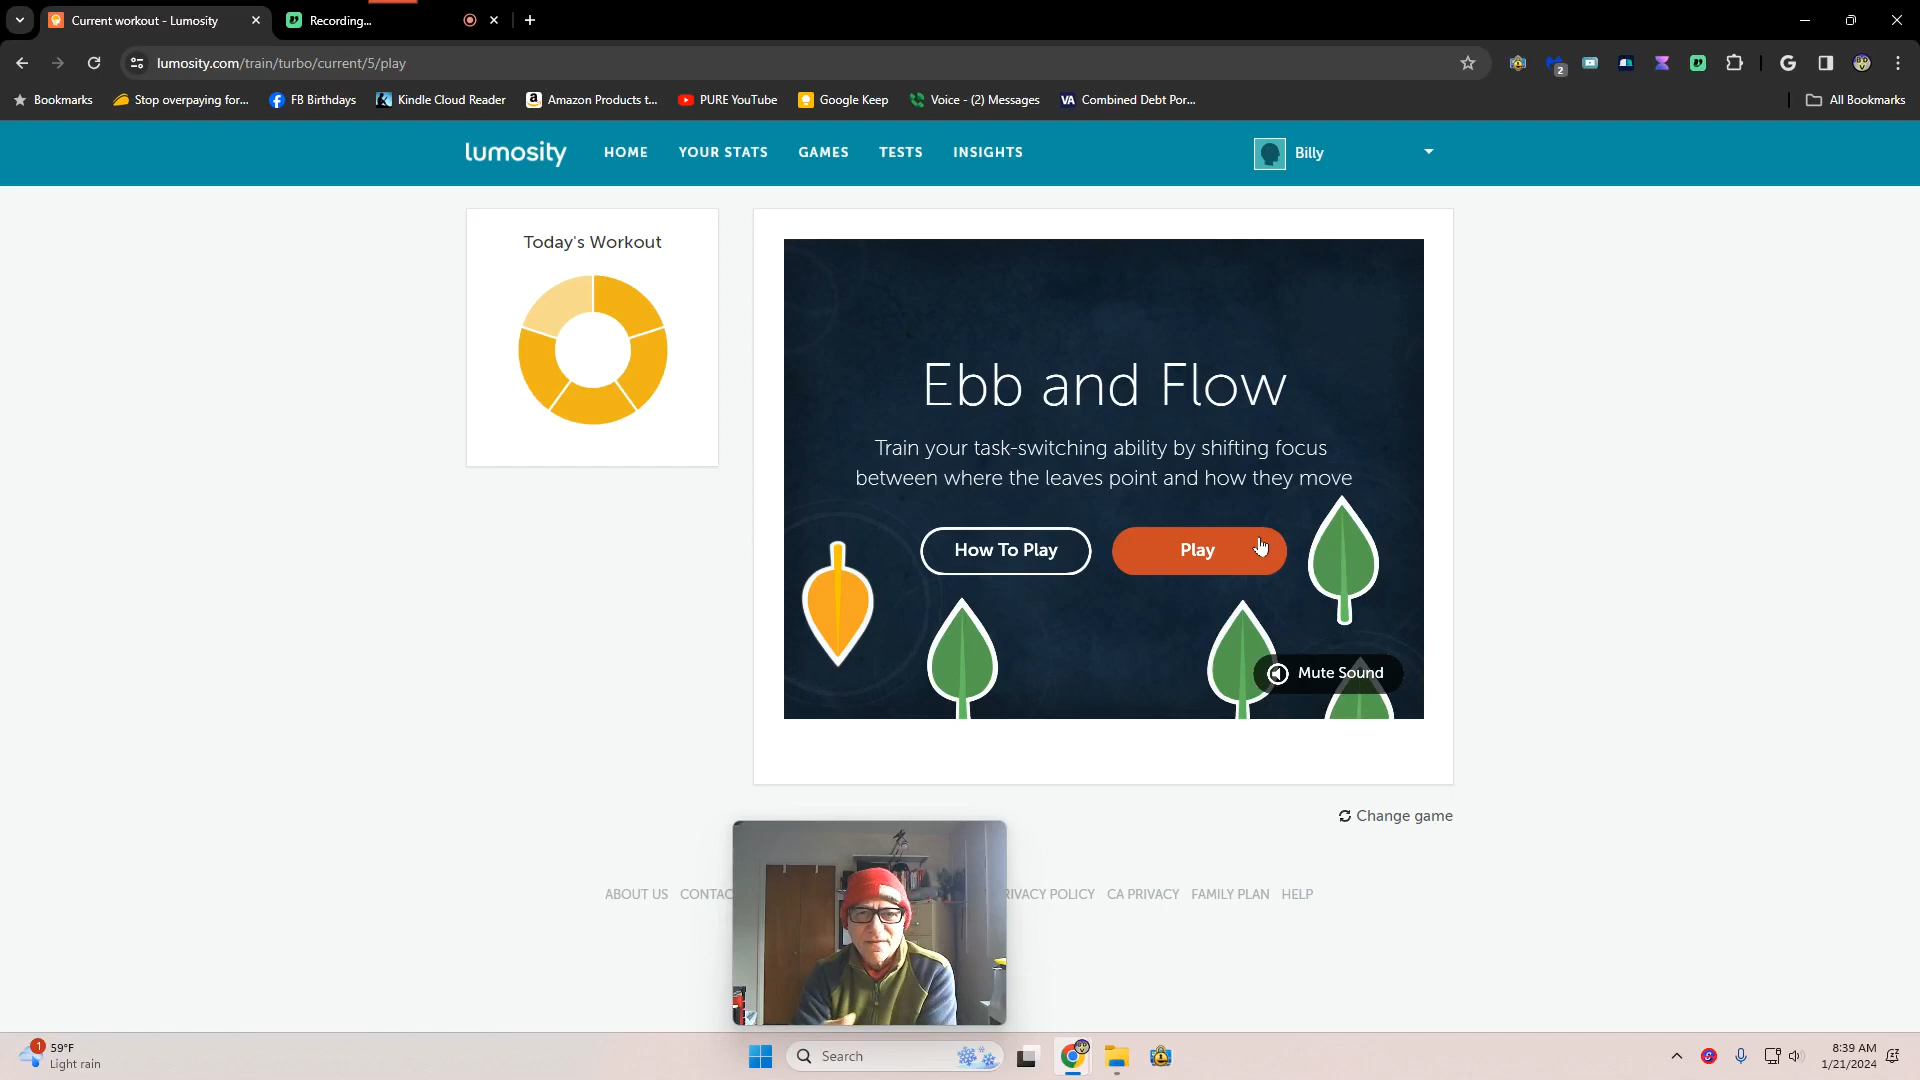 Current workout - Lumosity
Recording...
lumosity.com/train/turbo/current/5/play
2
Bookmarks
Stop overpaying for...
FB Birthdays
Kindle Cloud Reader
Amazon Products t...
PURE YouTube
Google Keep
Voice - (2) Messages
VA Combined Debt Por...
All Bookmarks
lumosity
HOME
YOUR STATS
GAMES
TESTS
INSIGHTS
Billy
Today's Workout
Ebb and Flow
Train your task-switching ability by shifting focus
between where the leaves point and how they move
How To Play
Play
Mute Sound
Change game
ABOUT US
CONTAC
RIVACY POLICY
CA PRIVACY
FAMILY PLAN
HELP
1
59°F
Light rain
Search
8:39 AM
1/21/2024